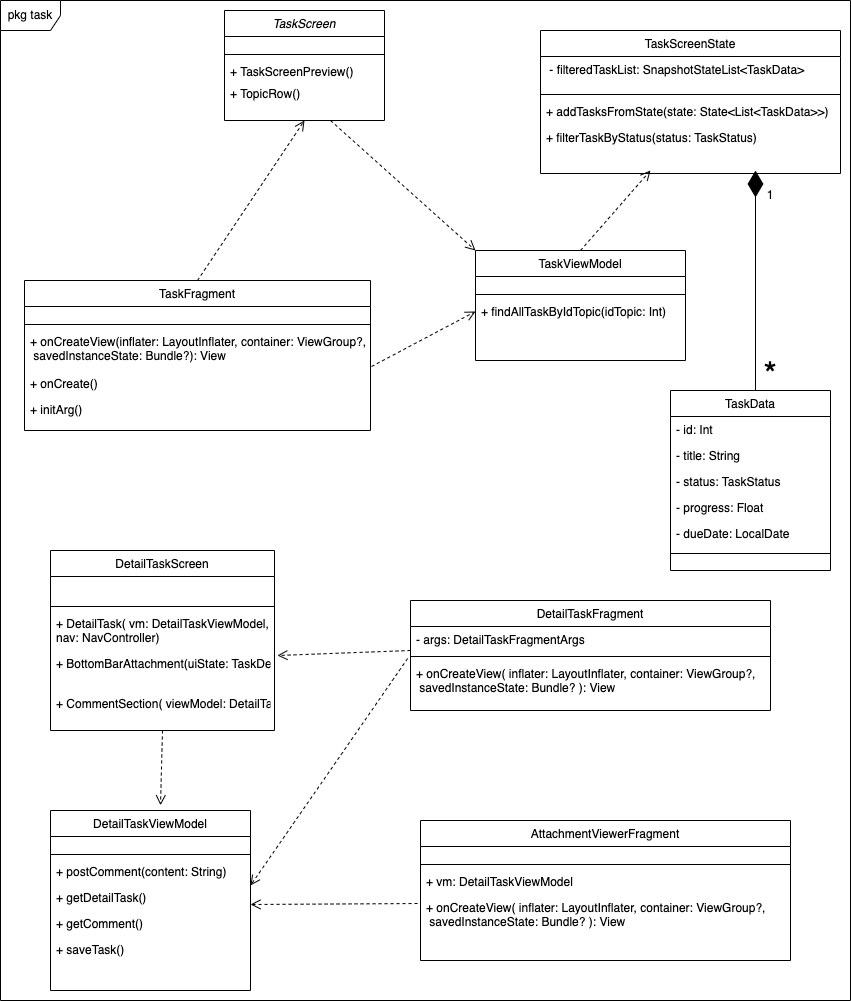 pkg task
TaskScreen
+ TaskScreenPreview()
+ TopicRow()
TaskScreenState
- filteredTaskList: SnapshotStateList<TaskData>
+ addTasksFromState(state: State<List<TaskData>>)
+ filterTaskByStatus(status: TaskStatus)
1
TaskViewModel
+ findAllTaskByIdTopic(idTopic: Int)
TaskFragment
+ onCreateView(inflater: LayoutInflater, container: ViewGroup?,
savedInstanceState: Bundle?): View
+ onCreate()
+ initArg()
*
TaskData
- id: Int
- title: String
- status: TaskStatus
- progress: Float
- dueDate: LocalDate
DetailTaskScreen
+ DetailTask( vm: DetailTaskViewModel,
nav: NavController)
+ BottomBarAttachment(uiState: TaskDe
+ CommentSection( viewModel: DetailTa
DetailTaskFragment
- args: DetailTaskFragmentArgs
+ onCreateView( inflater: LayoutInflater, container: ViewGroup?,
savedInstanceState: Bundle? ): View
DetailTaskViewModel
+ postComment(content: String)
+ getDetailTask()
+ getComment()
+ saveTask()
AttachmentViewerFragment
+ vm: DetailTaskViewModel
+ onCreateView( inflater: LayoutInflater, container: ViewGroup?,
savedInstanceState: Bundle? ): View